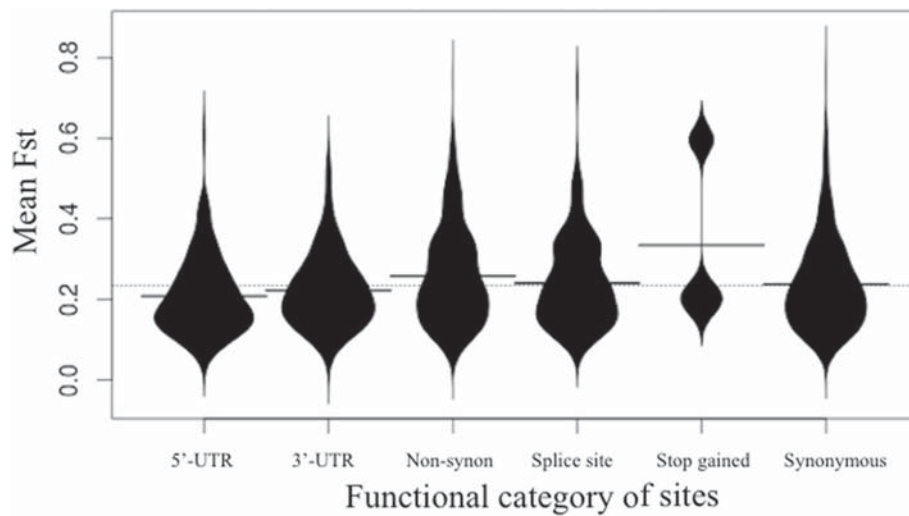 Mean Fst
0.8
0.6
0.4
0.2
0.0
5’-UTR 3’-UTR Non-synon Splice site Stop gained Synonymous
Functional category of sites